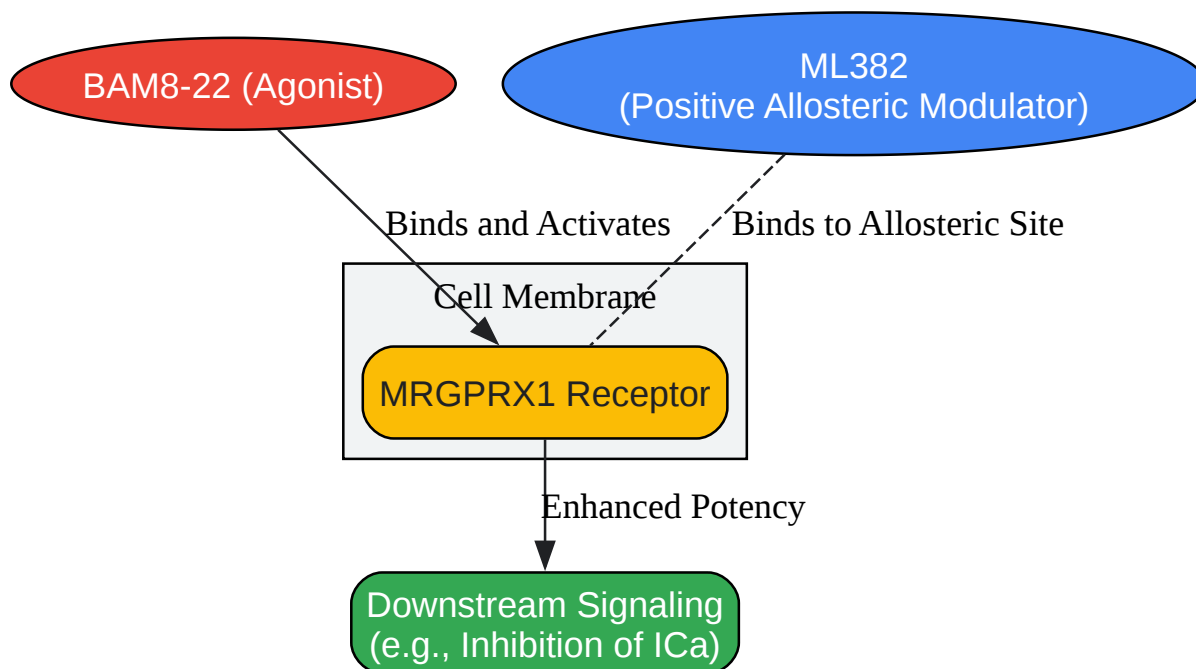 BAM8-22 (Agonist)
ML382
(Positive Allosteric Modulator)
Binds and Activates
Binds to Allosteric Site
Cell Membrane
MRGPRX1 Receptor
Enhanced Potency
Downstream Signaling
(e.g., Inhibition of ICa)